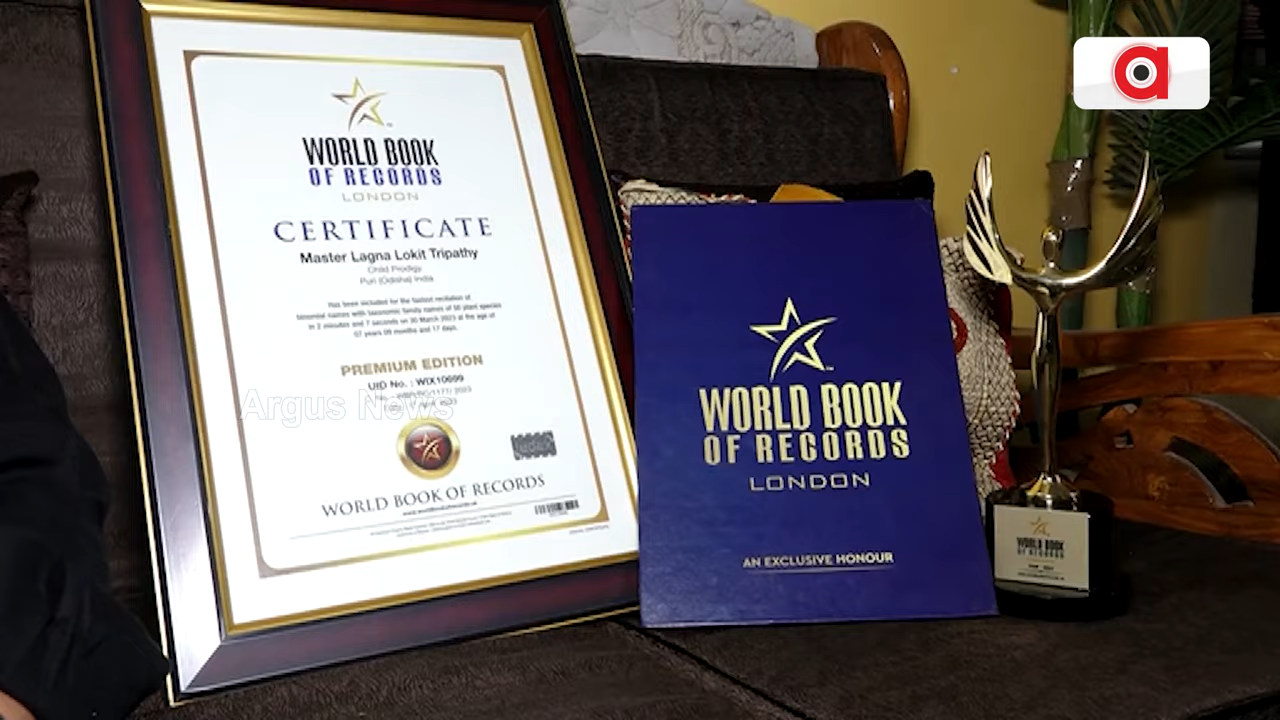 WORLD BOOK
OF RECORDS
LONDON
CERTIFICATE
Master Lagna Lokit Tripathy
Child Prodigy
Puri (Odisha) India
Has been included for the fastest recitation of
binomial names with taxonomic family names of 50 plant species
in 2 minutes and 7 seconds on 30 March 2023 at the age of
07 years 09 months and 17 days.
PREMIUM EDITION
UID No. : WIX10699
Argus News
WORLD BOOK OF RECORDS
WORLD BOOK
OF RECORDS
LONDON
AN EXCLUSIVE HONOUR
a
WORLD BOOK
OF RECORDS